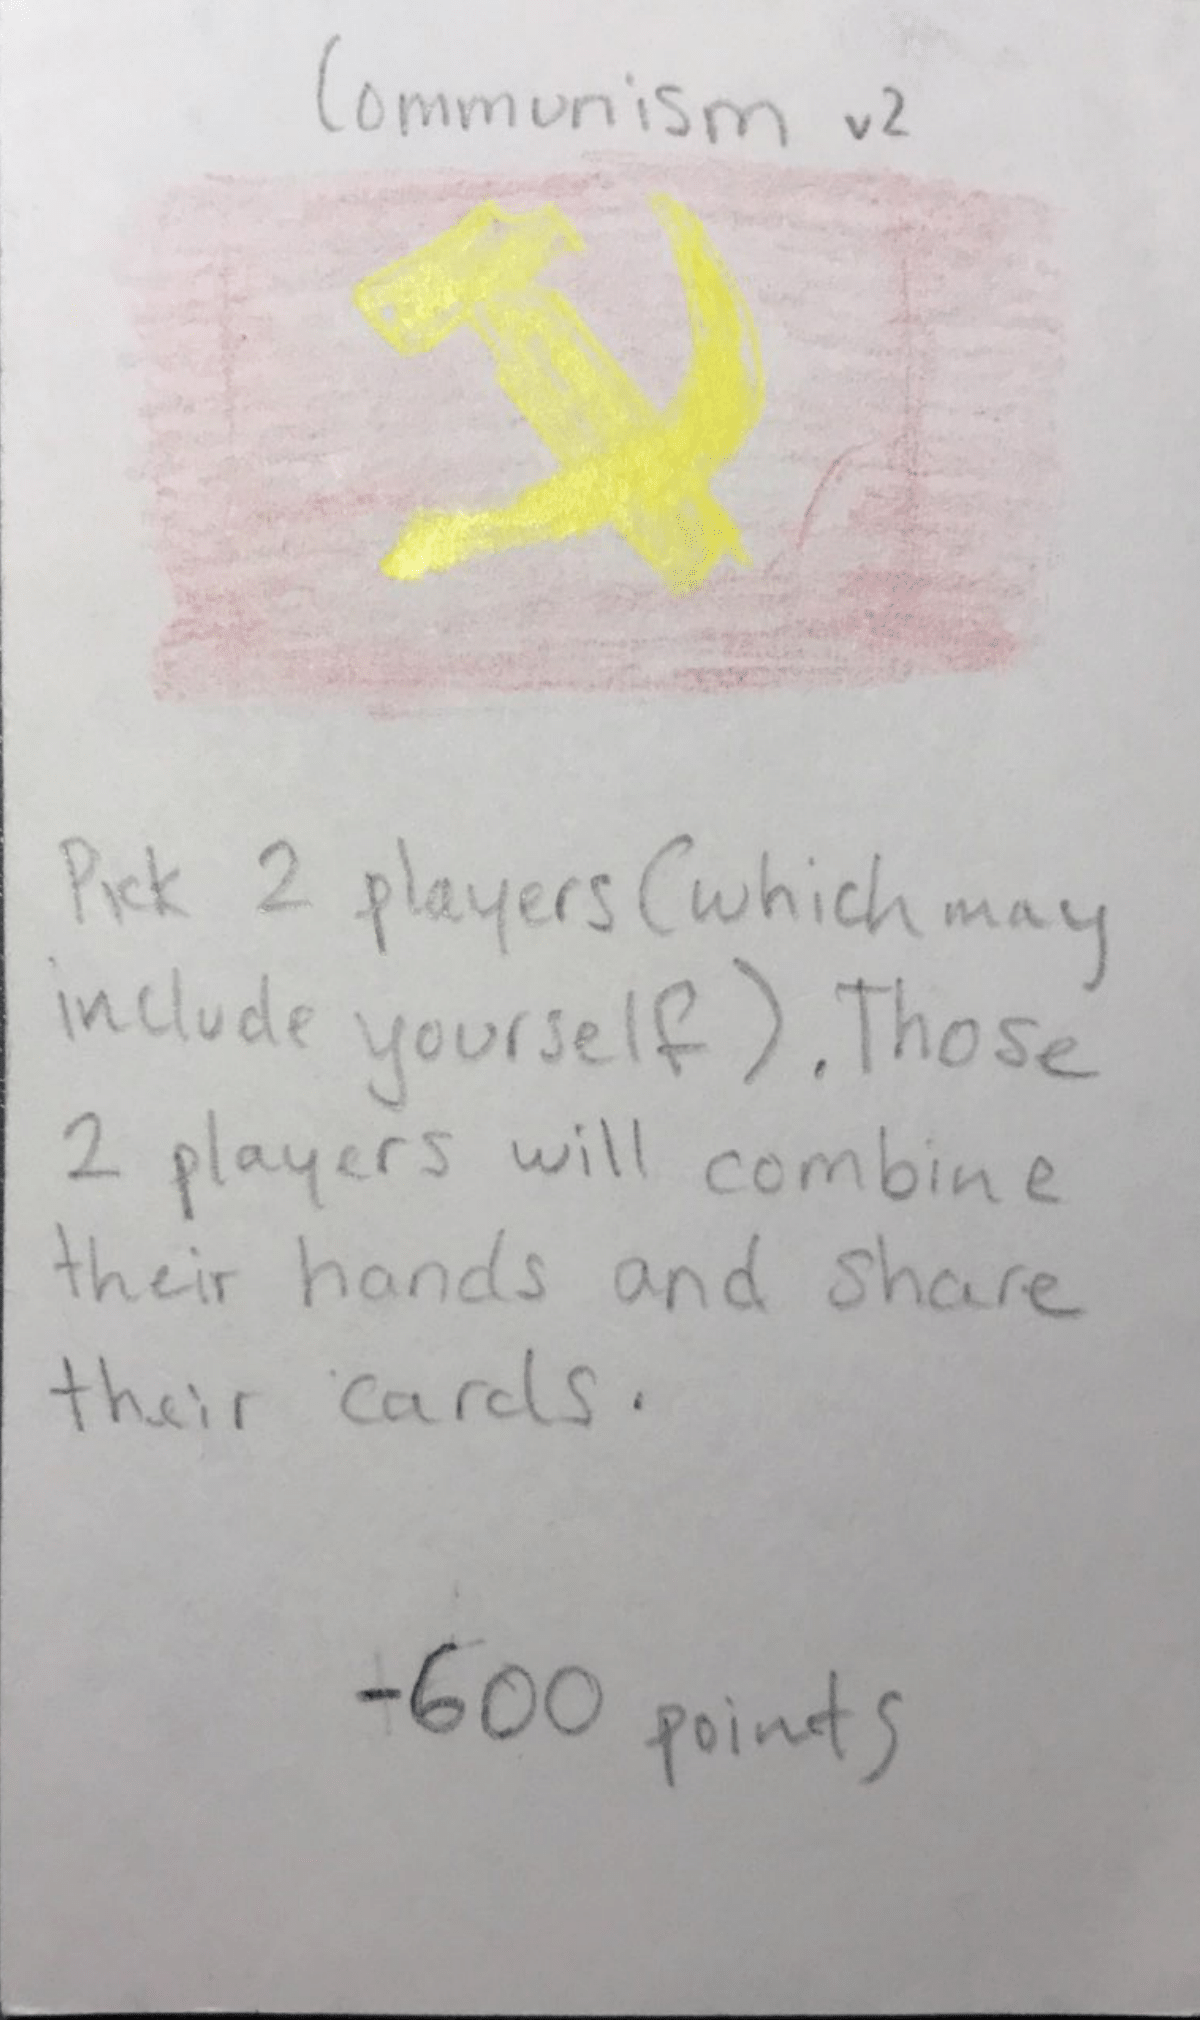 Communism v2
Pick 2 players (which may
include yourself). Those
2 players will combine
their hands and share
their cards.
-600 points